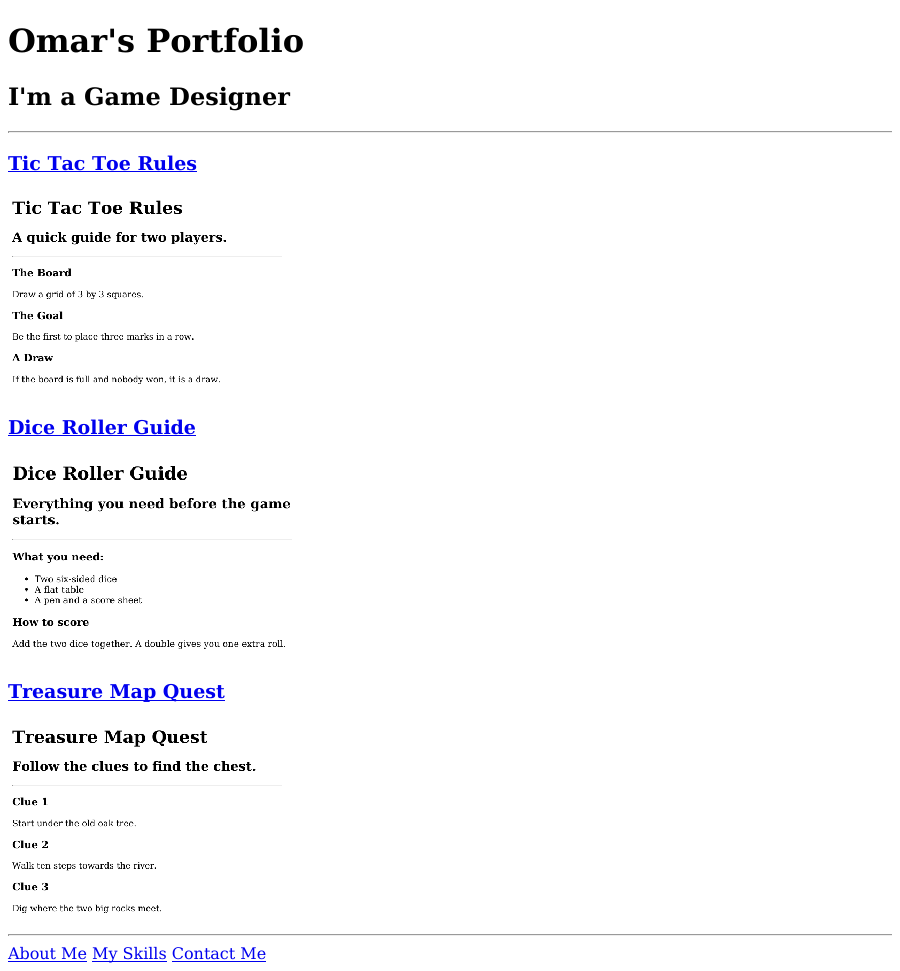 Omar's Portfolio
I'm a Game Designer
Tic Tac Toe Rules
Tic Tac Toe Rules
A quick guide for two players.
The Board
Draw a grid of 3 by 3 squares.
The Goal
Be the first to place three marks in a row.
A Draw
If the board is full and nobody won, it is a draw.
Dice Roller Guide
Dice Roller Guide
Everything you need before the game
starts.
What you need:
• Two six-sided dice
• A flat table
• A pen and a score sheet
How to score
Add the two dice together. A double gives you one extra roll.
Treasure Map Quest
Treasure Map Quest
Follow the clues to find the chest.
Clue 1
Start under the old oak tree.
Clue 2
Walk ten steps towards the river.
Clue 3
Dig where the two big rocks meet.
About Me My Skills Contact Me